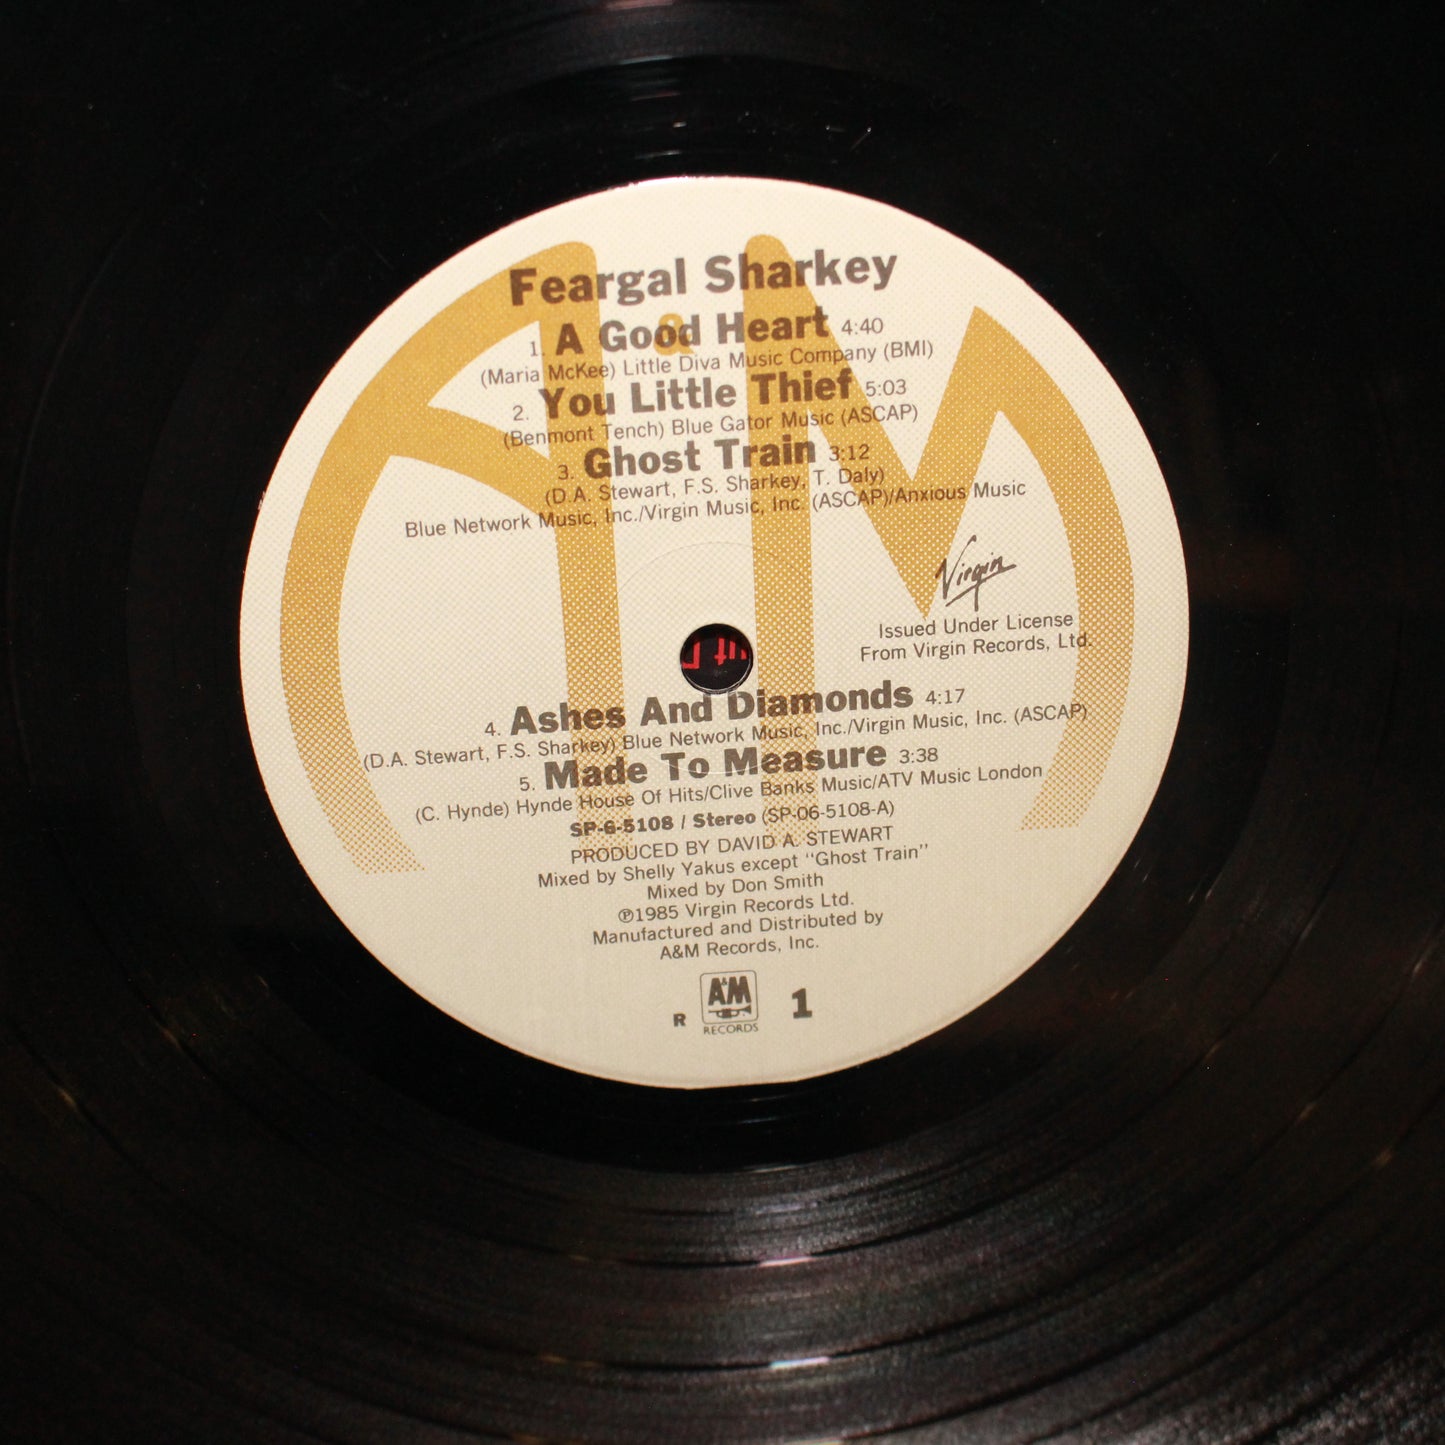 Feargal Sharkey
1. A Good Heart 4:40
(Maria McKee) Little Diva Music Company (BMI)
2. You Little Thief 5:03
(Benmont Tench) Blue Gator Music (ASCAP)
3. Ghost Train 3:12
(D.A. Stewart, F.S. Sharkey, T. Daly)
Blue Network Music, Inc./Virgin Music, Inc. (ASCAP)/Anxious Music
Virgin
Issued Under License
From Virgin Records, Ltd.
4. Ashes And Diamonds 4:17
(D.A. Stewart, F.S. Sharkey) Blue Network Music, Inc./Virgin Music, Inc. (ASCAP)
5. Made To Measure 3:38
(C. Hynde) Hynde House Of Hits/Clive Banks Music/ATV Music London
SP-6-5108 / Stereo (SP-06-5108-A)
PRODUCED BY DAVID A. STEWART
Mixed by Shelly Yakus except "Ghost Train"
Mixed by Don Smith
℗1985 Virgin Records Ltd.
Manufactured and Distributed by
A&M Records, Inc.
R A&M 1
RECORDS
A&M